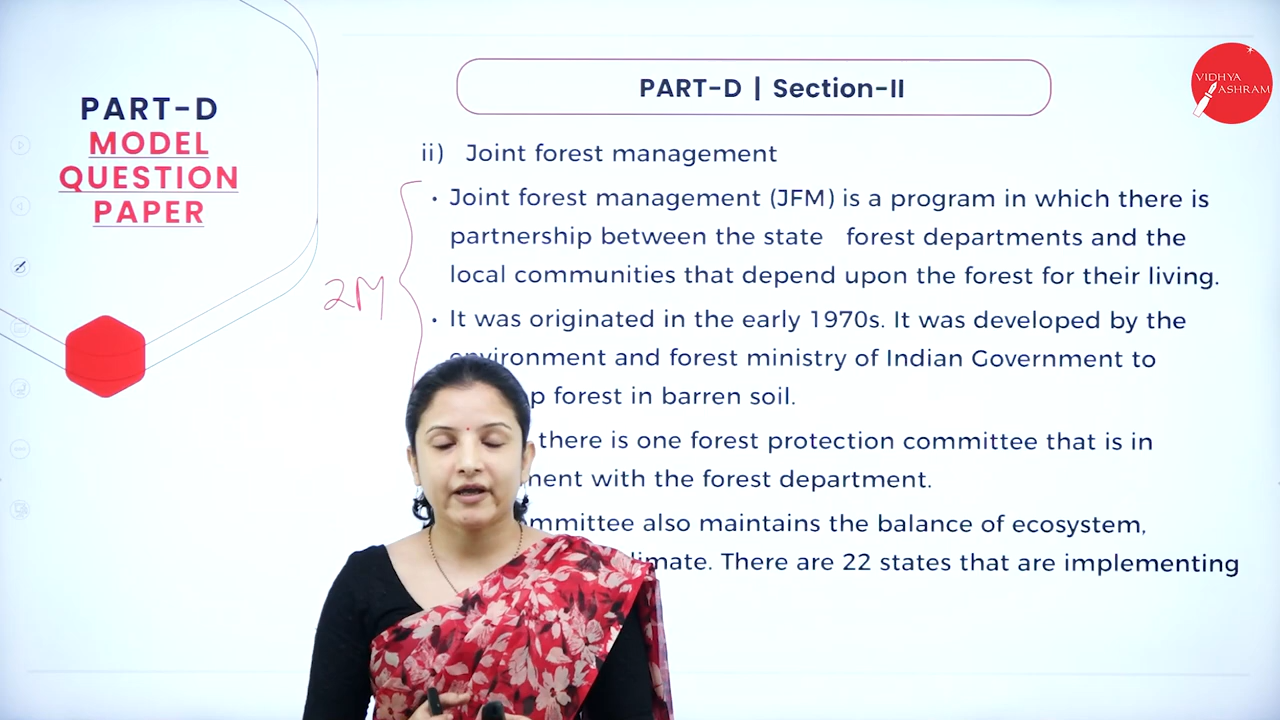 PART-D
MODEL
QUESTION
PAPER
PART-D | Section-II
VIDHYA
ASHRAM
ii) Joint forest management
• Joint forest management (JFM) is a program in which there is
partnership between the state forest departments and the
local communities that depend upon the forest for their living.
2M
• It was originated in the early 1970s. It was developed by the
environment and forest ministry of Indian Government to
forest in barren soil.
there is one forest protection committee that is in
with the forest department.
also maintains the balance of ecosystem,
There are 22 states that are implementing